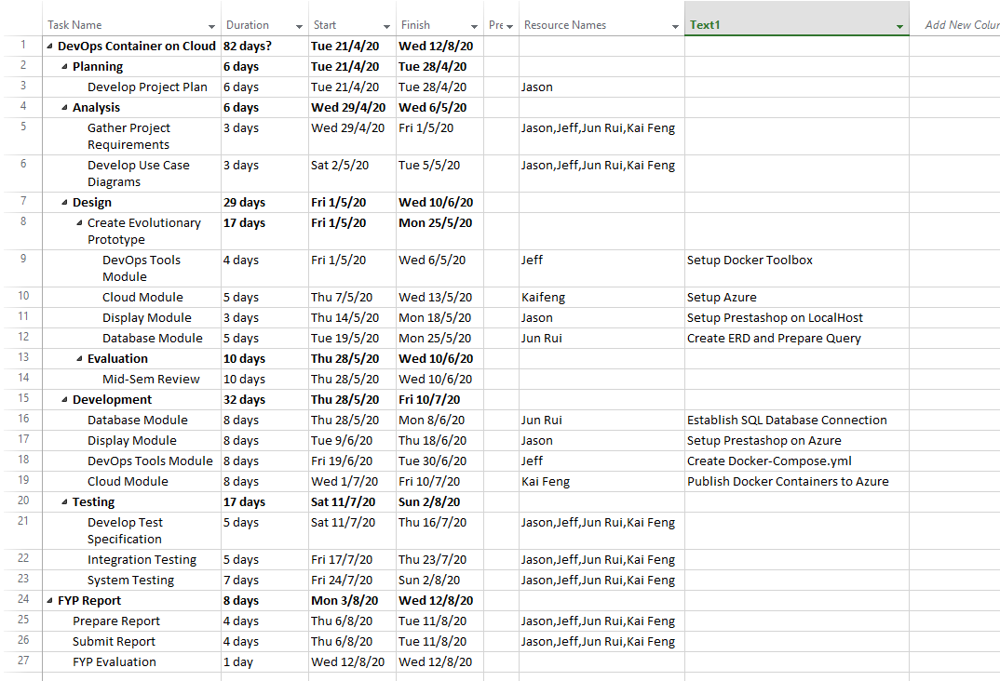 Task Name Duration Start Finish Pre Resource Names Text1 Add New Colur
1 DevOps Container on Cloud 82 days? Tue 21/4/20 Wed 12/8/20
2 Planning 6 days Tue 21/4/20 Tue 28/4/20
3 Develop Project Plan 6 days Tue 21/4/20 Tue 28/4/20 Jason
4 Analysis 6 days Wed 29/4/20 Wed 6/5/20
5 Gather Project 3 days Wed 29/4/20 Fri 1/5/20 Jason,Jeff,Jun Rui,Kai Feng
Requirements
6 Develop Use Case 3 days Sat 2/5/20 Tue 5/5/20 Jason,Jeff,Jun Rui,Kai Feng
Diagrams
7 Design 29 days Fri 1/5/20 Wed 10/6/20
8 Create Evolutionary 17 days Fri 1/5/20 Mon 25/5/20
Prototype
9 DevOps Tools 4 days Fri 1/5/20 Wed 6/5/20 Jeff Setup Docker Toolbox
Module
10 Cloud Module 5 days Thu 7/5/20 Wed 13/5/20 Kaifeng Setup Azure
11 Display Module 3 days Thu 14/5/20 Mon 18/5/20 Jason Setup Prestashop on LocalHost
12 Database Module 5 days Tue 19/5/20 Mon 25/5/20 Jun Rui Create ERD and Prepare Query
13 Evaluation 10 days Thu 28/5/20 Wed 10/6/20
14 Mid-Sem Review 10 days Thu 28/5/20 Wed 10/6/20
15 Development 32 days Thu 28/5/20 Fri 10/7/20
16 Database Module 8 days Thu 28/5/20 Mon 8/6/20 Jun Rui Establish SQL Database Connection
17 Display Module 8 days Tue 9/6/20 Thu 18/6/20 Jason Setup Prestashop on Azure
18 DevOps Tools Module 8 days Fri 19/6/20 Tue 30/6/20 Jeff Create Docker-Compose.yml
19 Cloud Module 8 days Wed 1/7/20 Fri 10/7/20 Kai Feng Publish Docker Containers to Azure
20 Testing 17 days Sat 11/7/20 Sun 2/8/20
21 Develop Test 5 days Sat 11/7/20 Thu 16/7/20 Jason,Jeff,Jun Rui,Kai Feng
Specification
22 Integration Testing 5 days Fri 17/7/20 Thu 23/7/20 Jason,Jeff,Jun Rui,Kai Feng
23 System Testing 7 days Fri 24/7/20 Sun 2/8/20 Jason,Jeff,Jun Rui,Kai Feng
24 FYP Report 8 days Mon 3/8/20 Wed 12/8/20
25 Prepare Report 4 days Thu 6/8/20 Tue 11/8/20 Jason,Jeff,Jun Rui,Kai Feng
26 Submit Report 4 days Thu 6/8/20 Tue 11/8/20 Jason,Jeff,Jun Rui,Kai Feng
27 FYP Evaluation 1 day Wed 12/8/20 Wed 12/8/20